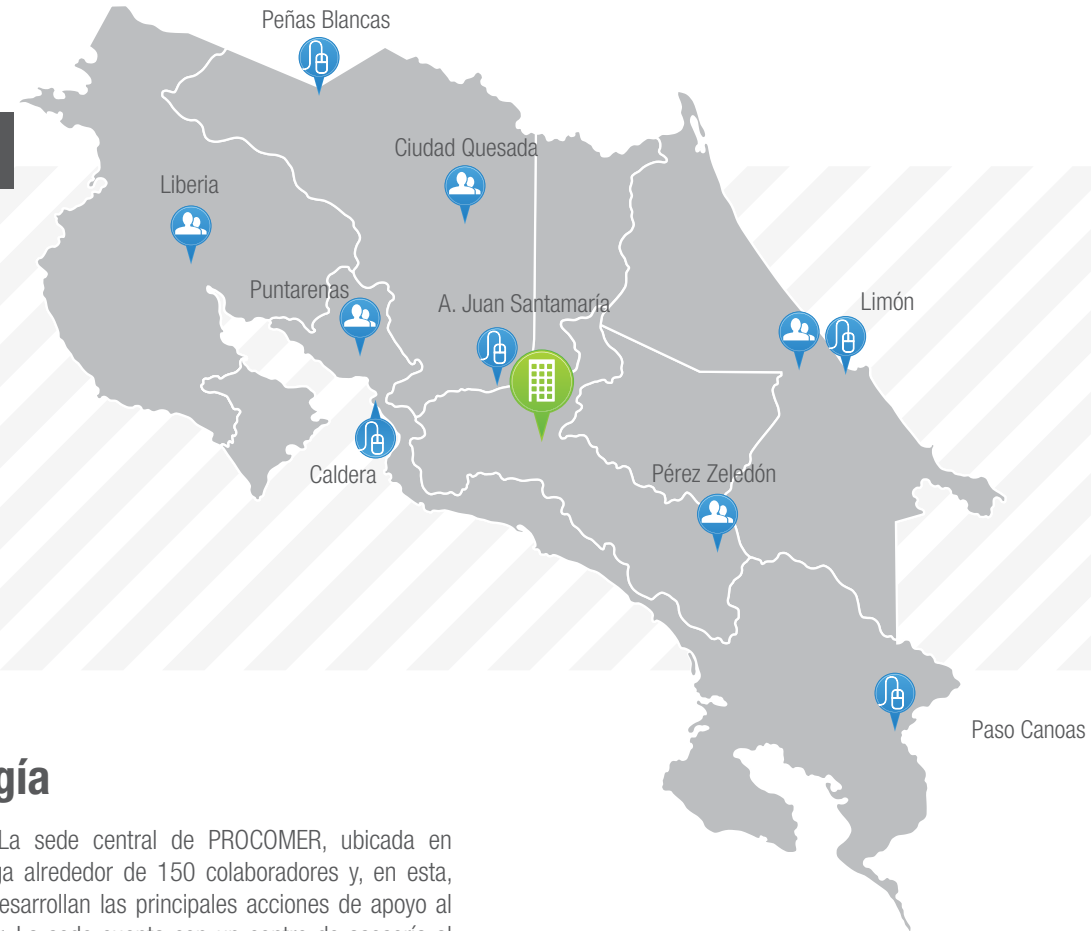 Peñas Blancas
Ciudad Quesada
Liberia
Puntarenas
A. Juan Santamaría
Limón
Caldera
Pérez Zeledón
Paso Canoas
gía
La sede central de PROCOMER, ubicada en
ga alrededor de 150 colaboradores y, en esta,
esarrollan las principales acciones de apoyo al